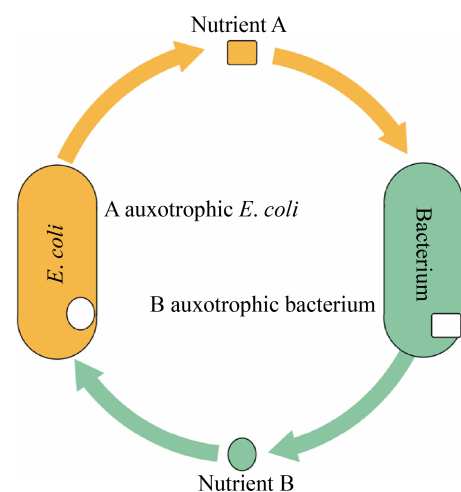 Nutrient A
A auxotrophic E. coli
E. coli
Bacterium
B auxotrophic bacterium
Nutrient B